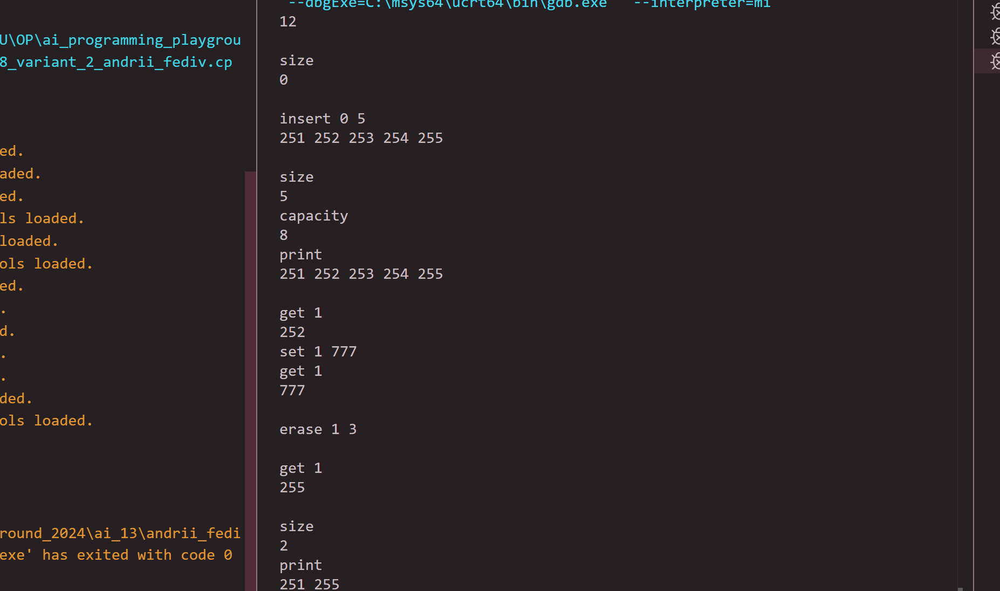 U\OP\ai_programming_playgrou
8_variant_2_andrii_fediv.cp
ed.
aded.
ed.
ls loaded.
loaded.
ols loaded.
ed.
.
d.
.
.
ded.
ols loaded.
round_2024\ai_13\andrii_fedi
exe' has exited with code 0
--dbgExe=C:\msys64\ucrt64\bin\gdb.exe --interpreter=mi
12
size
0
insert 0 5
251 252 253 254 255
size
5
capacity
8
print
251 252 253 254 255
get 1
252
set 1 777
get 1
777
erase 1 3
get 1
255
size
2
print
251 255